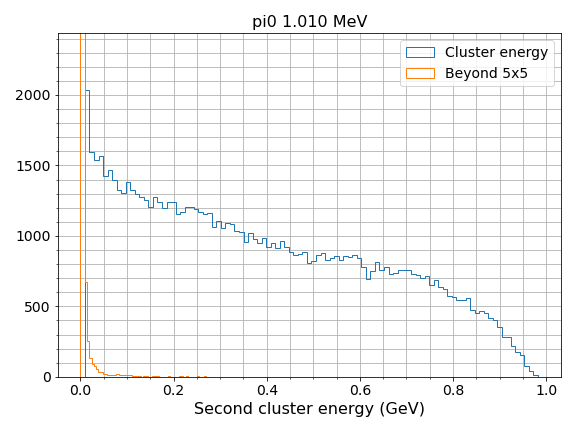 pi0 1.010 MeV
Cluster energy
Beyond 5x5
2000
1500
1000
500
0
0.0 0.2 0.4 0.6 0.8 1.0
Second cluster energy (GeV)